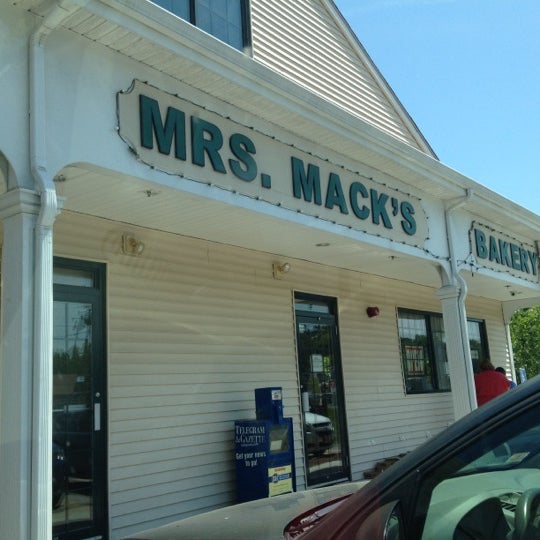 MRS. MACK'S
BAKERY
TELEGRAM
& GAZETTE
Get your news
to go!